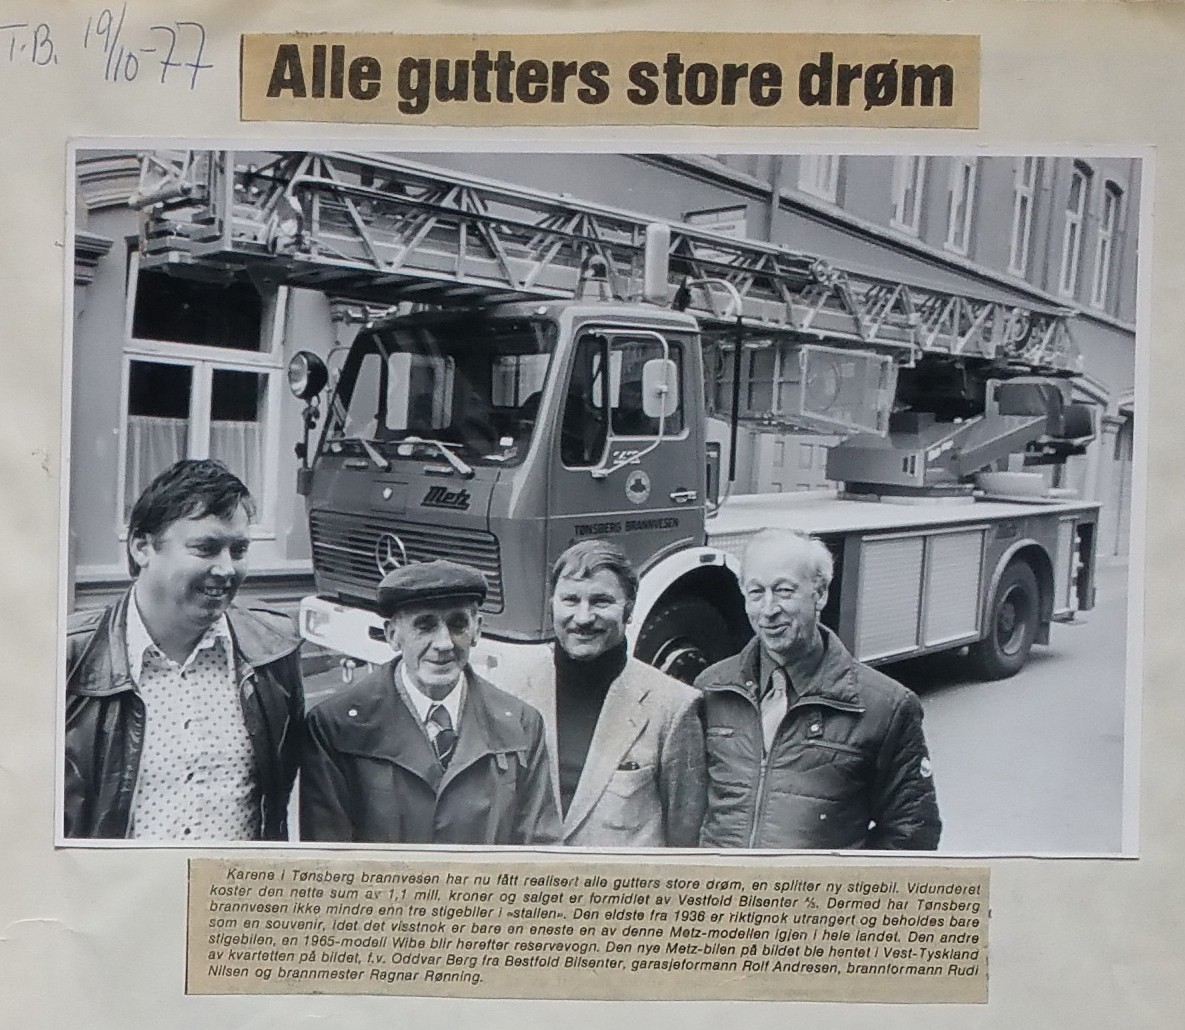 T.B. 19/10-77
Alle gutters store drøm
Metz
TØNSBERG BRANNVESEN
Karene i Tønsberg brannvesen har nu fått realisert alle gutters store drøm, en splitter ny stigebil. Vidunderet
koster den nette sum av 1,1 mill. kroner og salget er formidlet av Vestfold Bilsenter A/S. Dermed har Tønsberg
brannvesen ikke mindre enn tre stigebiler i «stallen». Den eldste fra 1936 er riktignok utrangert og beholdes bare
som en souvenir, idet det visstnok er bare en eneste en av denne Metz-modellen igjen i hele landet. Den andre
stigebilen, en 1965-modell Wibe blir herefter reservevogn. Den nye Metz-bilen på bildet ble hentet i Vest-Tyskland
av kvartetten på bildet, f.v. Oddvar Berg fra Bestfold Bilsenter, garasjeformann Rolf Andresen, brannformann Rudi
Nilsen og brannmester Ragnar Rønning.